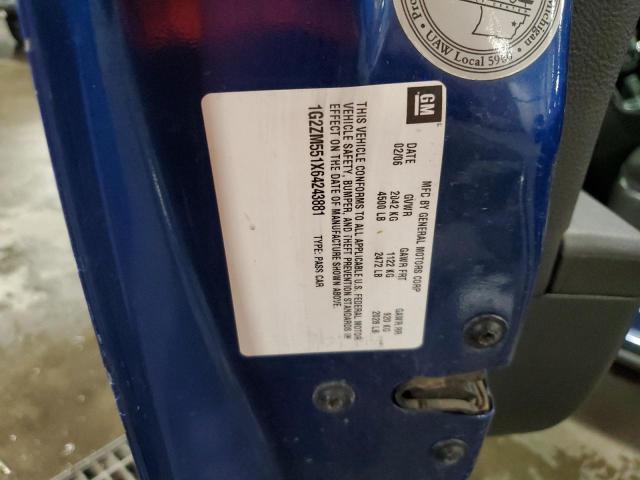 GM
MFC BY GENERAL MOTORS CORP
DATE GVWR GAWR FRT GAWR RR
02/06 2042 KG 1122 KG 920 KG
4500 LB 2472 LB 2028 LB
THIS VEHICLE CONFORMS TO ALL APPLICABLE U.S. FEDERAL MOTOR
VEHICLE SAFETY, BUMPER, AND THEFT PREVENTION STANDARDS IN
EFFECT ON THE DATE OF MANUFACTURE SHOWN ABOVE.
1G2ZM551X64243881 TYPE: PASS CAR
UAW Local 5960